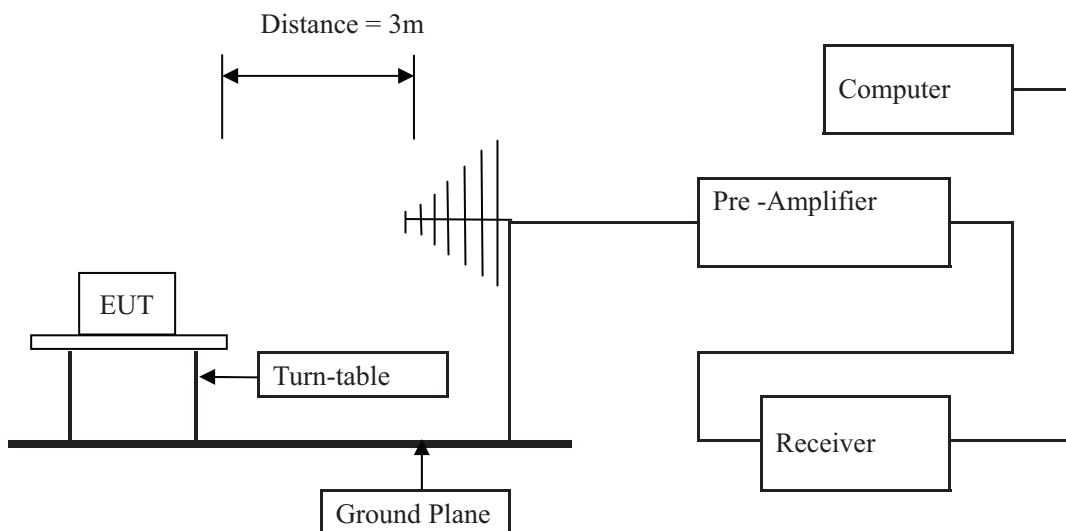 Distance = 3m
Computer
Pre -Amplifier
EUT
Turn-table
Receiver
Ground Plane